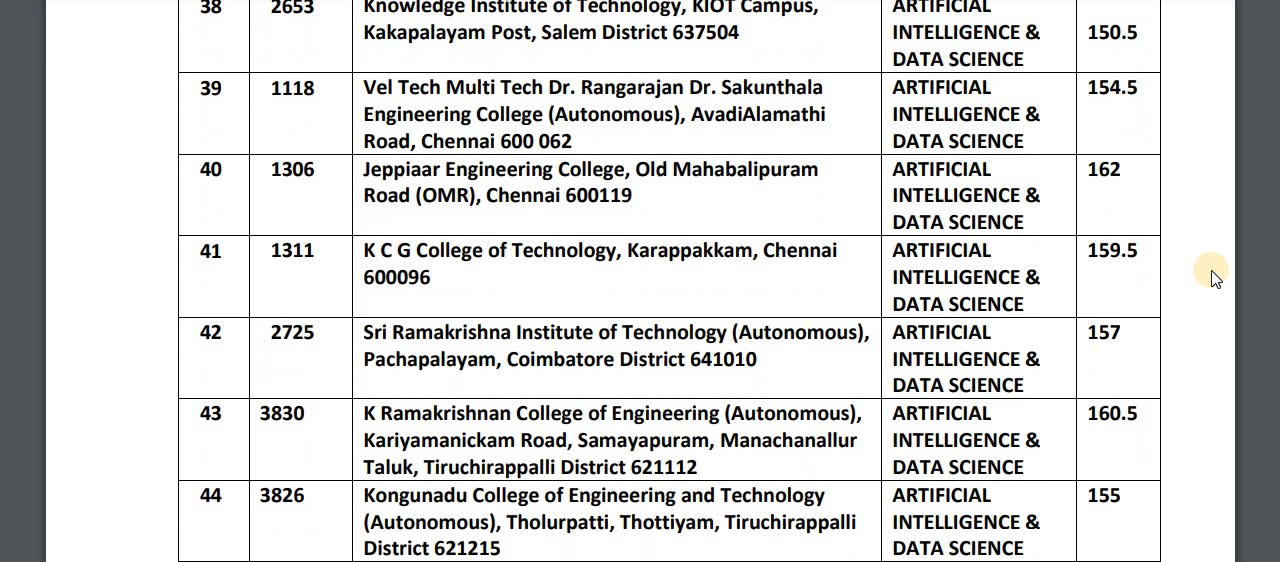 38 2653 Knowledge Institute of Technology, KIOT Campus, ARTIFICIAL
Kakapalayam Post, Salem District 637504 INTELLIGENCE & 150.5
DATA SCIENCE
39 1118 Vel Tech Multi Tech Dr. Rangarajan Dr. Sakunthala ARTIFICIAL 154.5
Engineering College (Autonomous), AvadiAlamathi INTELLIGENCE &
Road, Chennai 600 062 DATA SCIENCE
40 1306 Jeppiaar Engineering College, Old Mahabalipuram ARTIFICIAL 162
Road (OMR), Chennai 600119 INTELLIGENCE &
DATA SCIENCE
41 1311 K C G College of Technology, Karappakkam, Chennai ARTIFICIAL 159.5
600096 INTELLIGENCE &
DATA SCIENCE
42 2725 Sri Ramakrishna Institute of Technology (Autonomous), ARTIFICIAL 157
Pachapalayam, Coimbatore District 641010 INTELLIGENCE &
DATA SCIENCE
43 3830 K Ramakrishnan College of Engineering (Autonomous), ARTIFICIAL 160.5
Kariyamanickam Road, Samayapuram, Manachanallur INTELLIGENCE &
Taluk, Tiruchirappalli District 621112 DATA SCIENCE
44 3826 Kongunadu College of Engineering and Technology ARTIFICIAL 155
(Autonomous), Tholurpatti, Thottiyam, Tiruchirappalli INTELLIGENCE &
District 621215 DATA SCIENCE